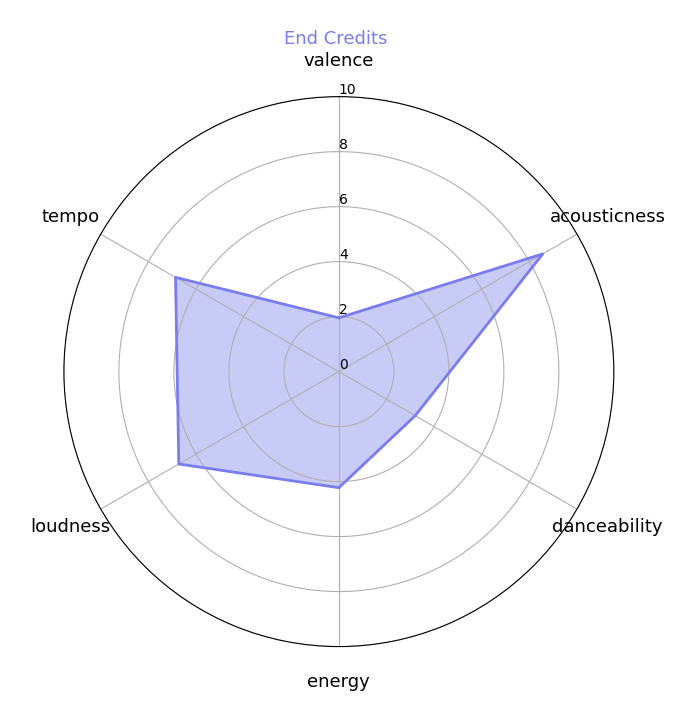 End Credits
valence
10
8
tempo
6
acousticness
4
2
0
loudness
danceability
energy